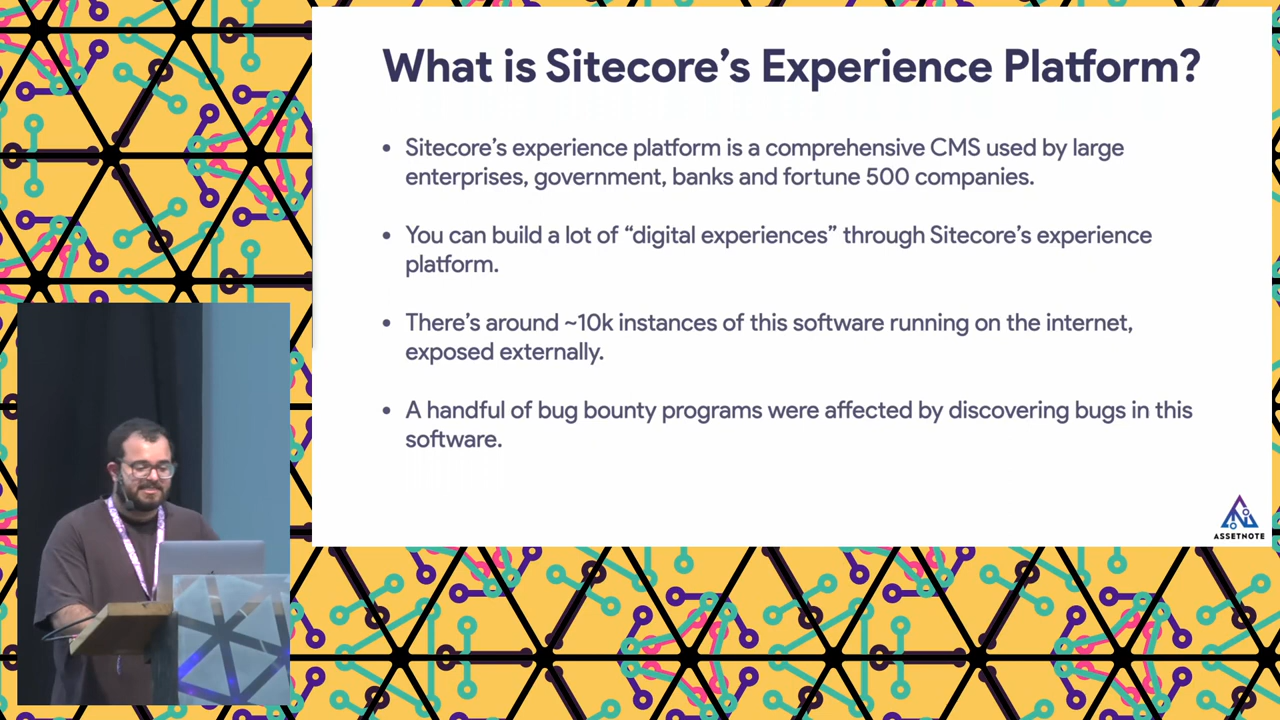 What is Sitecore's Experience Platform?
• Sitecore's experience platform is a comprehensive CMS used by large
enterprises, government, banks and fortune 500 companies.
• You can build a lot of “digital experiences” through Sitecore's experience
platform.
• There's around ~10k instances of this software running on the internet,
exposed externally.
• A handful of bug bounty programs were affected by discovering bugs in this
software.
ASSETNOTE